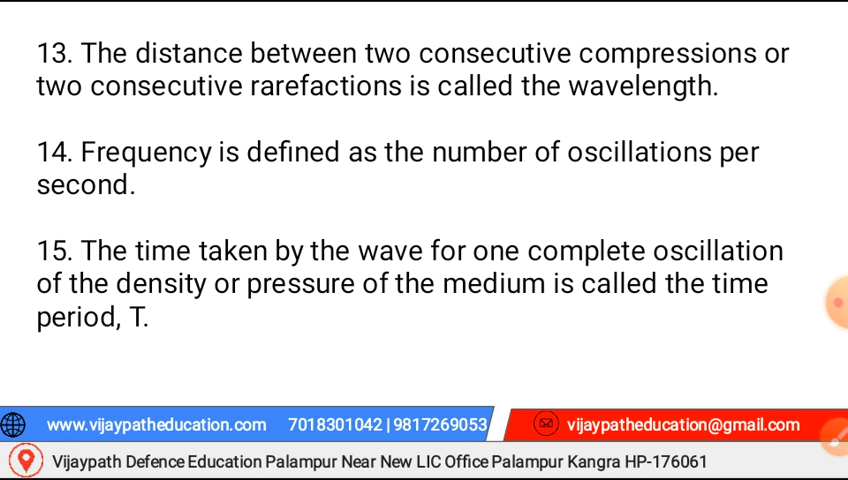 13. The distance between two consecutive compressions or
two consecutive rarefactions is called the wavelength.
14. Frequency is defined as the number of oscillations per
second.
15. The time taken by the wave for one complete oscillation
of the density or pressure of the medium is called the time
period, T.
www.vijaypatheducation.com 7018301042 | 9817269053 vijaypatheducation@gmail.com
Vijaypath Defence Education Palampur Near New LIC Office Palampur Kangra HP-176061